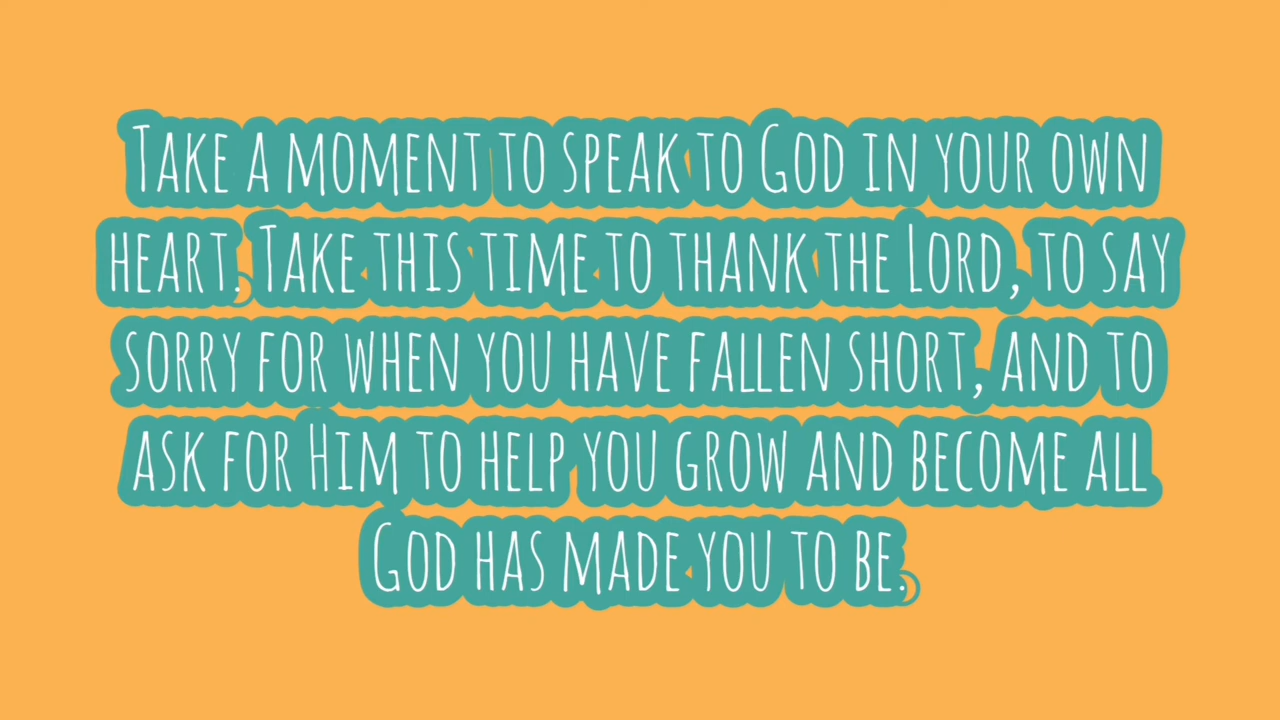 Take a moment to speak to God in your own
heart. Take this time to thank the Lord, to say
sorry for when you have fallen short, and to
ask for Him to help you grow and become all
God has made you to be.